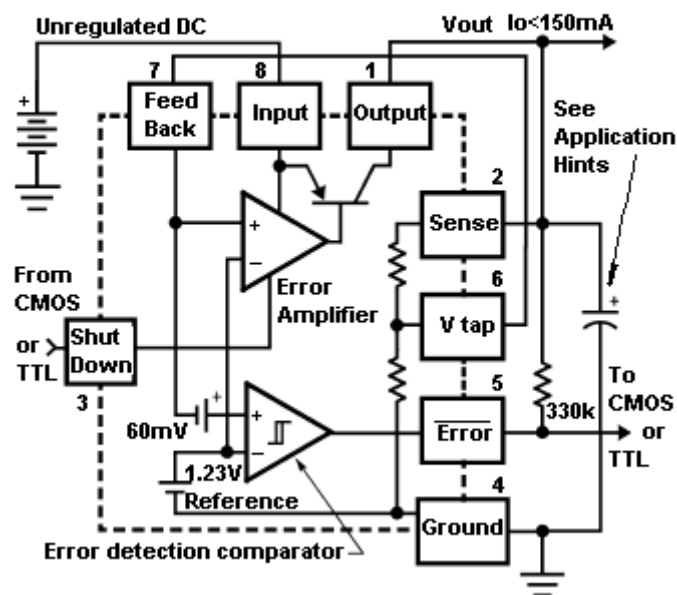 Unregulated DC
Vout Io<150mA
7
8
1
Feed
Back
Input
Output
See
Application
Hints
+
2
Sense
+
−
Error
Amplifier
From
CMOS
or
TTL
Shut
Down
3
6
V tap
+
5
Error
330k
To
CMOS
or
TTL
60mV
+
+
−
1.23V
Reference
4
Ground
Error detection comparator